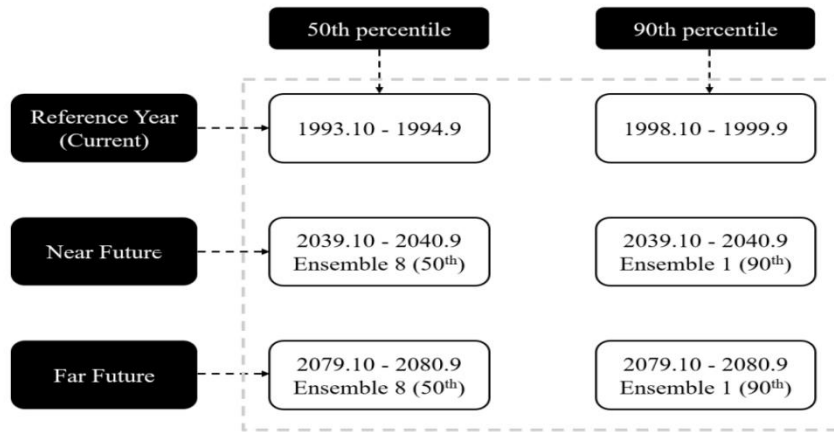 50th percentile
90th percentile
Reference Year
(Current)
1993.10 - 1994.9
1998.10 - 1999.9
Near Future
2039.10 - 2040.9
Ensemble 8 (50th)
2039.10 - 2040.9
Ensemble 1 (90th)
Far Future
2079.10 - 2080.9
Ensemble 8 (50th)
2079.10 - 2080.9
Ensemble 1 (90th)